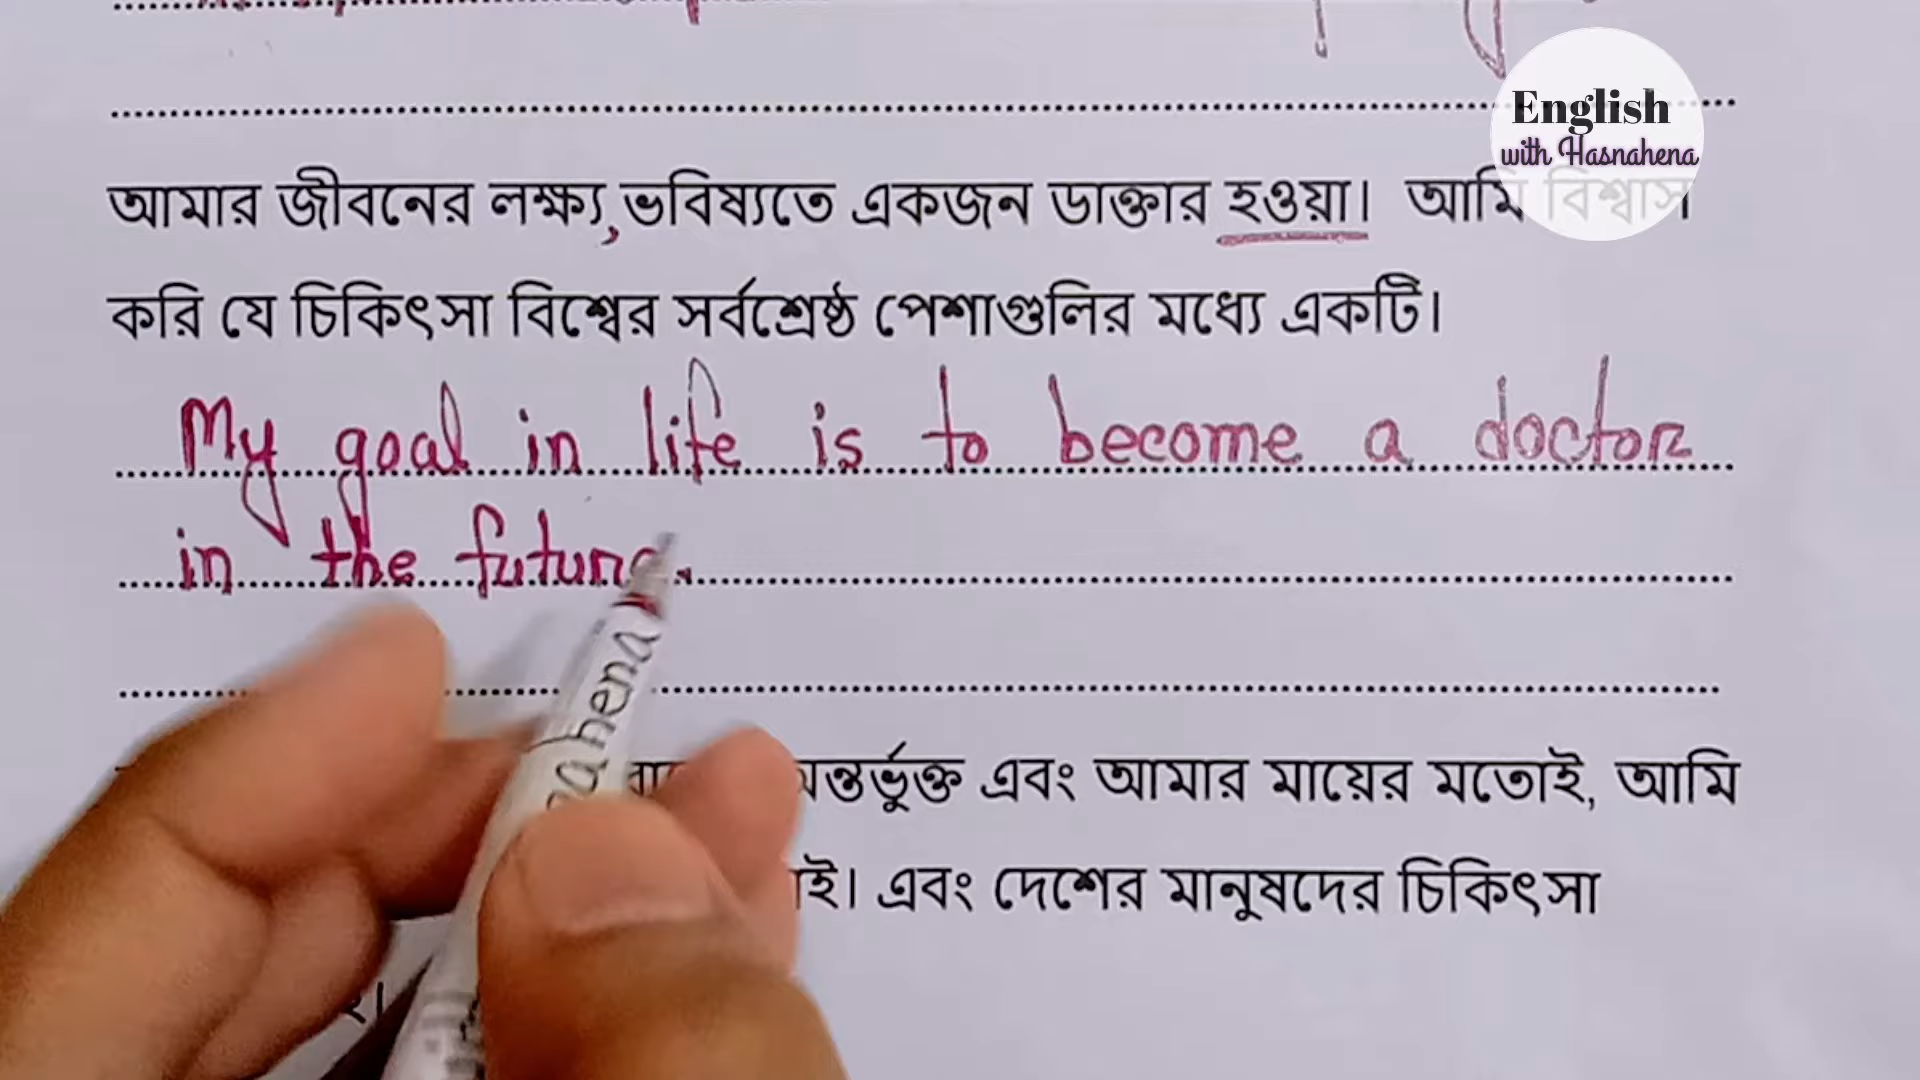 English
with Hasnahena
আমার জীবনের লক্ষ্য, ভবিষ্যতে একজন ডাক্তার হওয়া। আমি বিশ্বাস
করি যে চিকিৎসা বিশ্বের সর্বশ্রেষ্ঠ পেশাগুলির মধ্যে একটি।
My goal in life is to become a doctor
in the future.
অন্তর্ভুক্ত এবং আমার মায়ের মতোই, আমি
এবং দেশের মানুষদের চিকিৎসা
hena